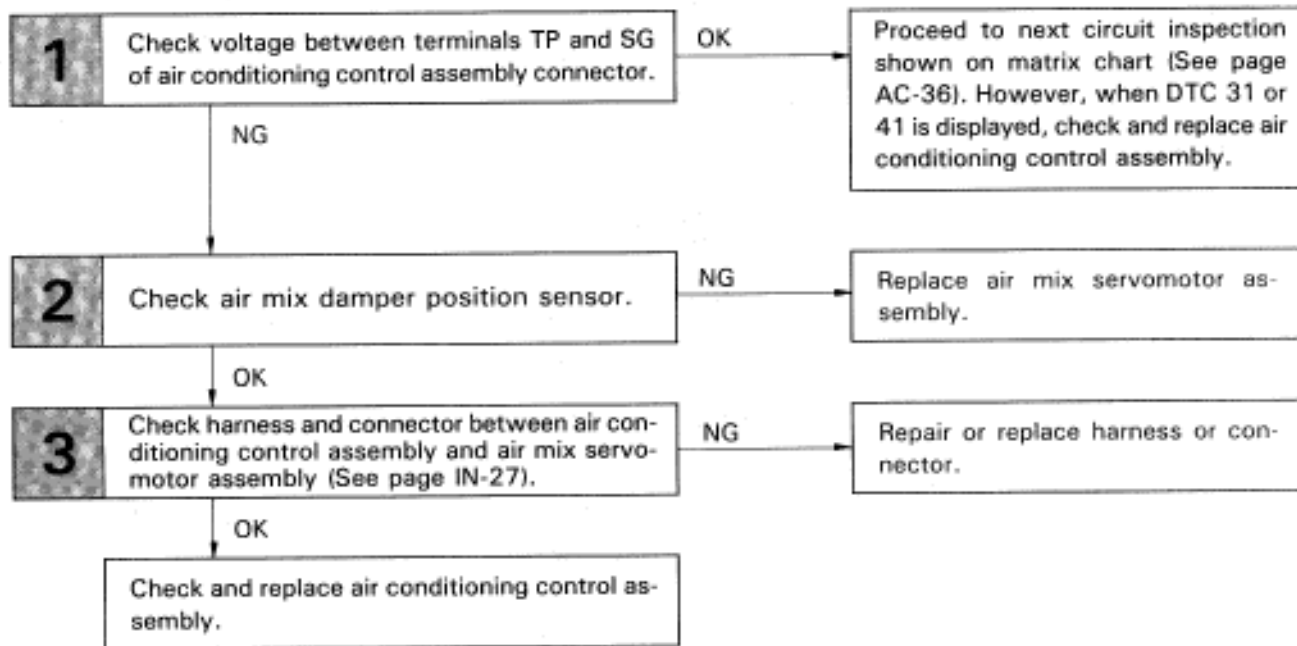 1
Check voltage between terminals TP and SG
of air conditioning control assembly connector.
OK
Proceed to next circuit inspection
shown on matrix chart (See page
AC-36). However, when DTC 31 or
41 is displayed, check and replace air
conditioning control assembly.
NG
2
Check air mix damper position sensor.
NG
Replace air mix servomotor as-
sembly.
OK
3
Check harness and connector between air con-
ditioning control assembly and air mix servo-
motor assembly (See page IN-27).
NG
Repair or replace harness or con-
nector.
OK
Check and replace air conditioning control as-
sembly.